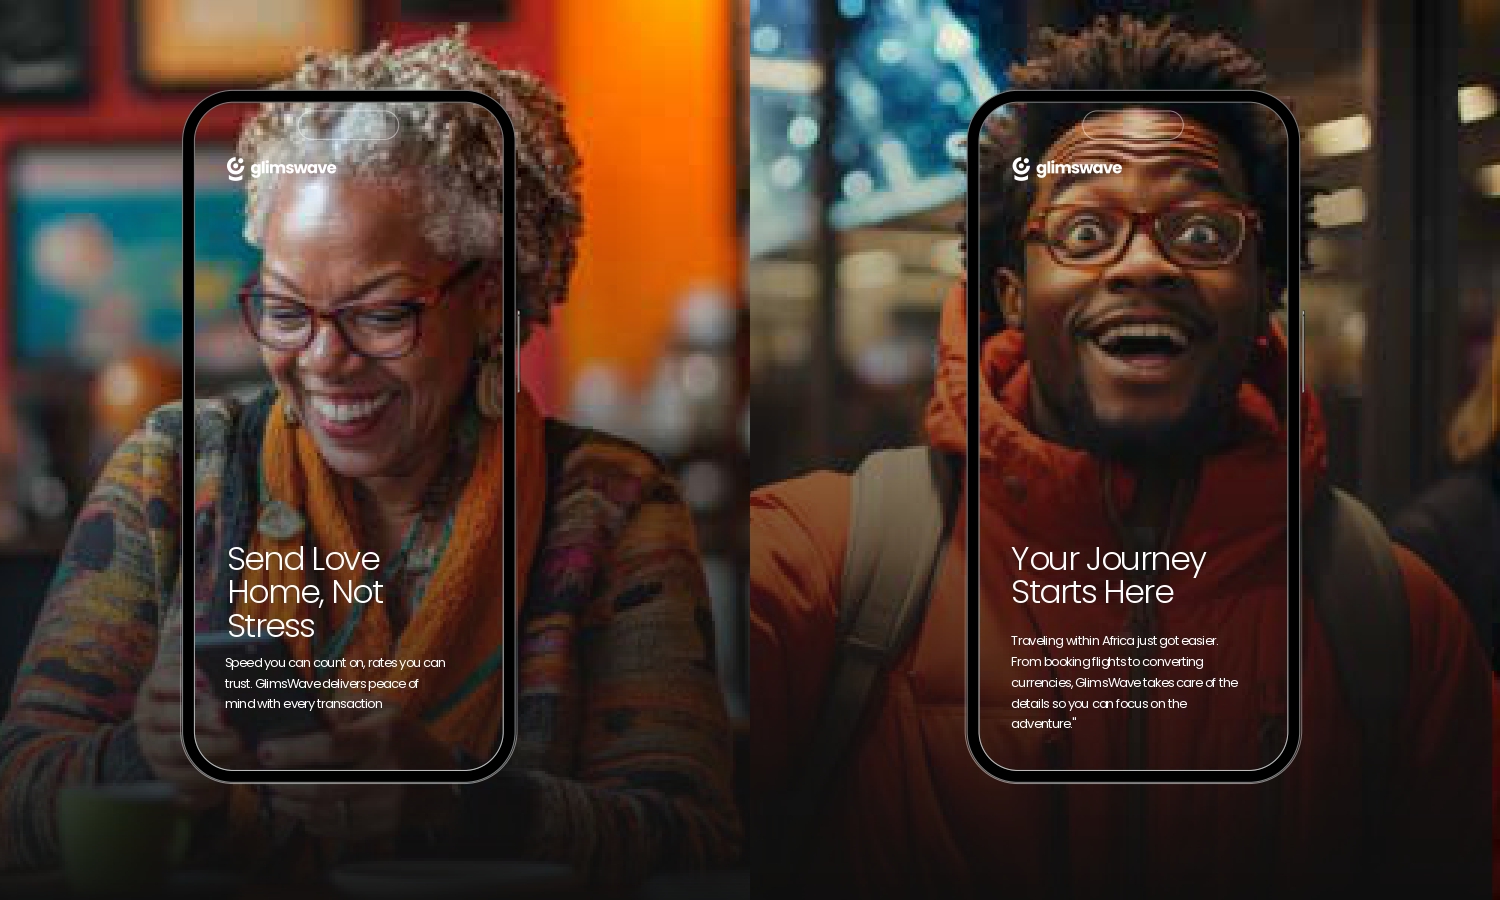 glimswave
Send Love
Home, Not
Stress
Speed you can count on, rates you can
trust. GlimsWave delivers peace of
mind with every transaction
glimswave
Your Journey
Starts Here
Traveling within Africa just got easier.
From booking flights to converting
currencies, GlimsWave takes care of the
details so you can focus on the
adventure."